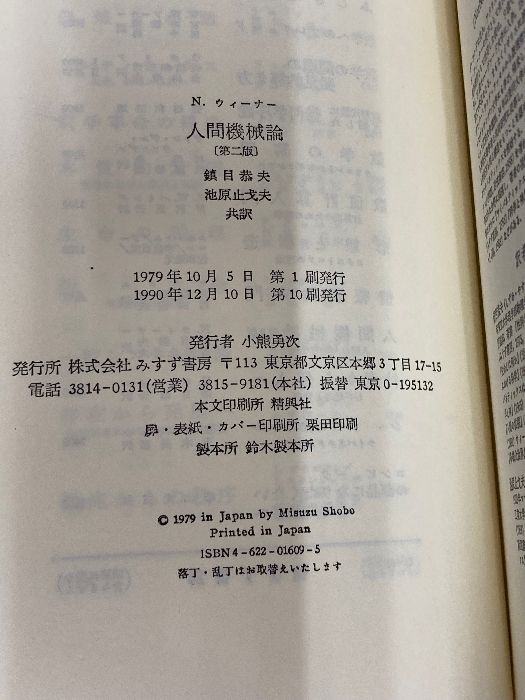 N. ウィーナー
人間機械論
〔第二版〕
鎮目恭夫
池原止戈夫
共訳
1979年10月5日 第1刷発行
1990年12月10日 第10刷発行
発行者 小熊勇次
発行所 株式会社 みすず書房 〒113 東京都文京区本郷3丁目17-15
電話 3814-0131(営業) 3815-9181(本社) 振替 東京0-195132
本文印刷所 精興社
扉・表紙・カバー印刷所 栗田印刷
製本所 鈴木製本所
© 1979 in Japan by Misuzu Shobo
Printed in Japan
ISBN4-622-01609-5
落丁・乱丁はお取替えいたします